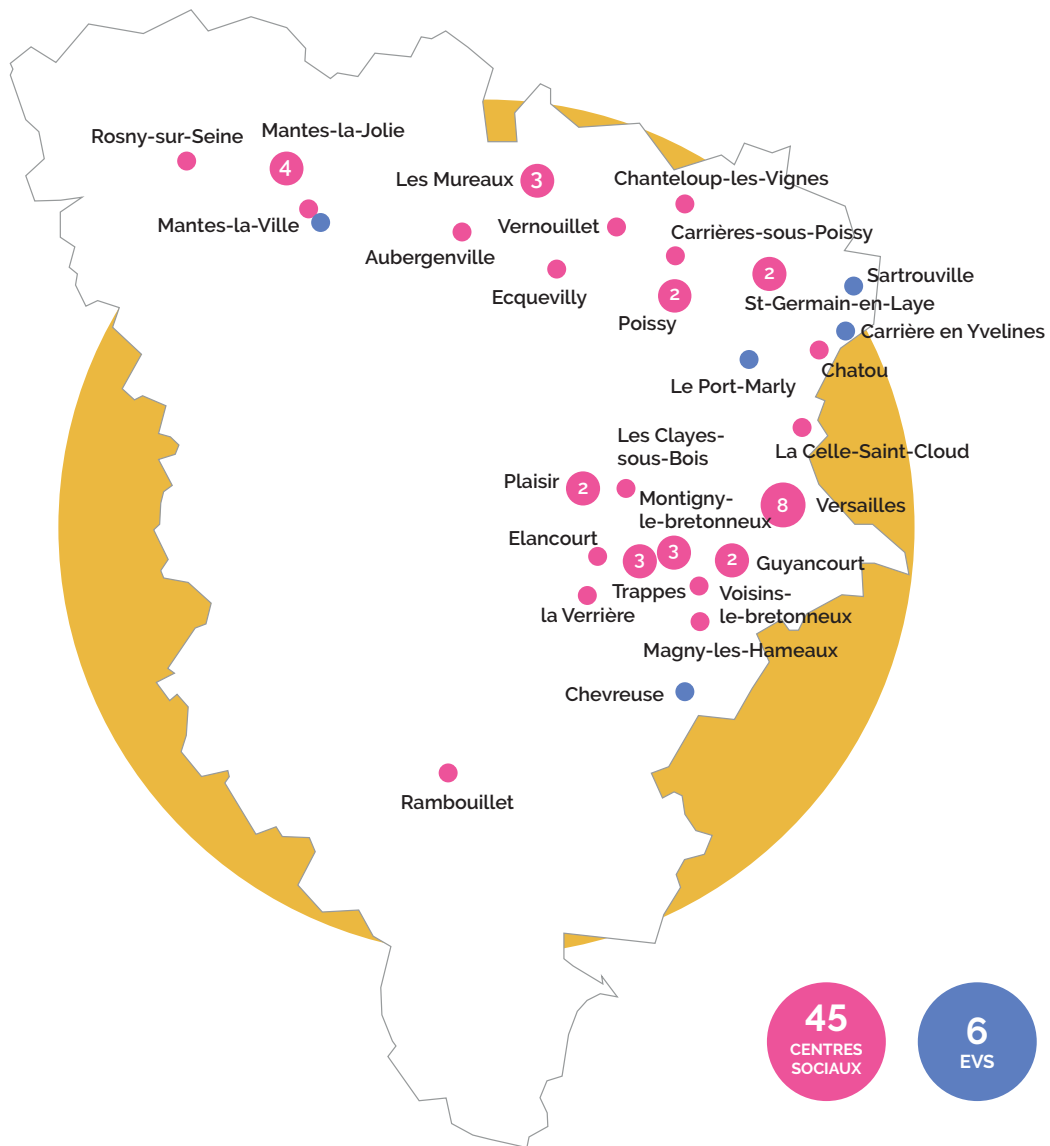 Rosny-sur-Seine
Mantes-la-Jolie
4
Mantes-la-Ville
Les Mureaux
3
Aubergenville
Vernouillet
Ecquevilly
Chanteloup-les-Vignes
Carrières-sous-Poissy
2
Poissy
2
St-Germain-en-Laye
Sartrouville
Carrière en Yvelines
Chatou
Le Port-Marly
La Celle-Saint-Cloud
Les Clayes-
sous-Bois
Plaisir
2
Montigny-
le-bretonneux
8
Versailles
Elancourt
3
3
2
Guyancourt
Trappes
la Verrière
Voisins-
le-bretonneux
Magny-les-Hameaux
Chevreuse
Rambouillet
45
CENTRES
SOCIAUX
6
EVS